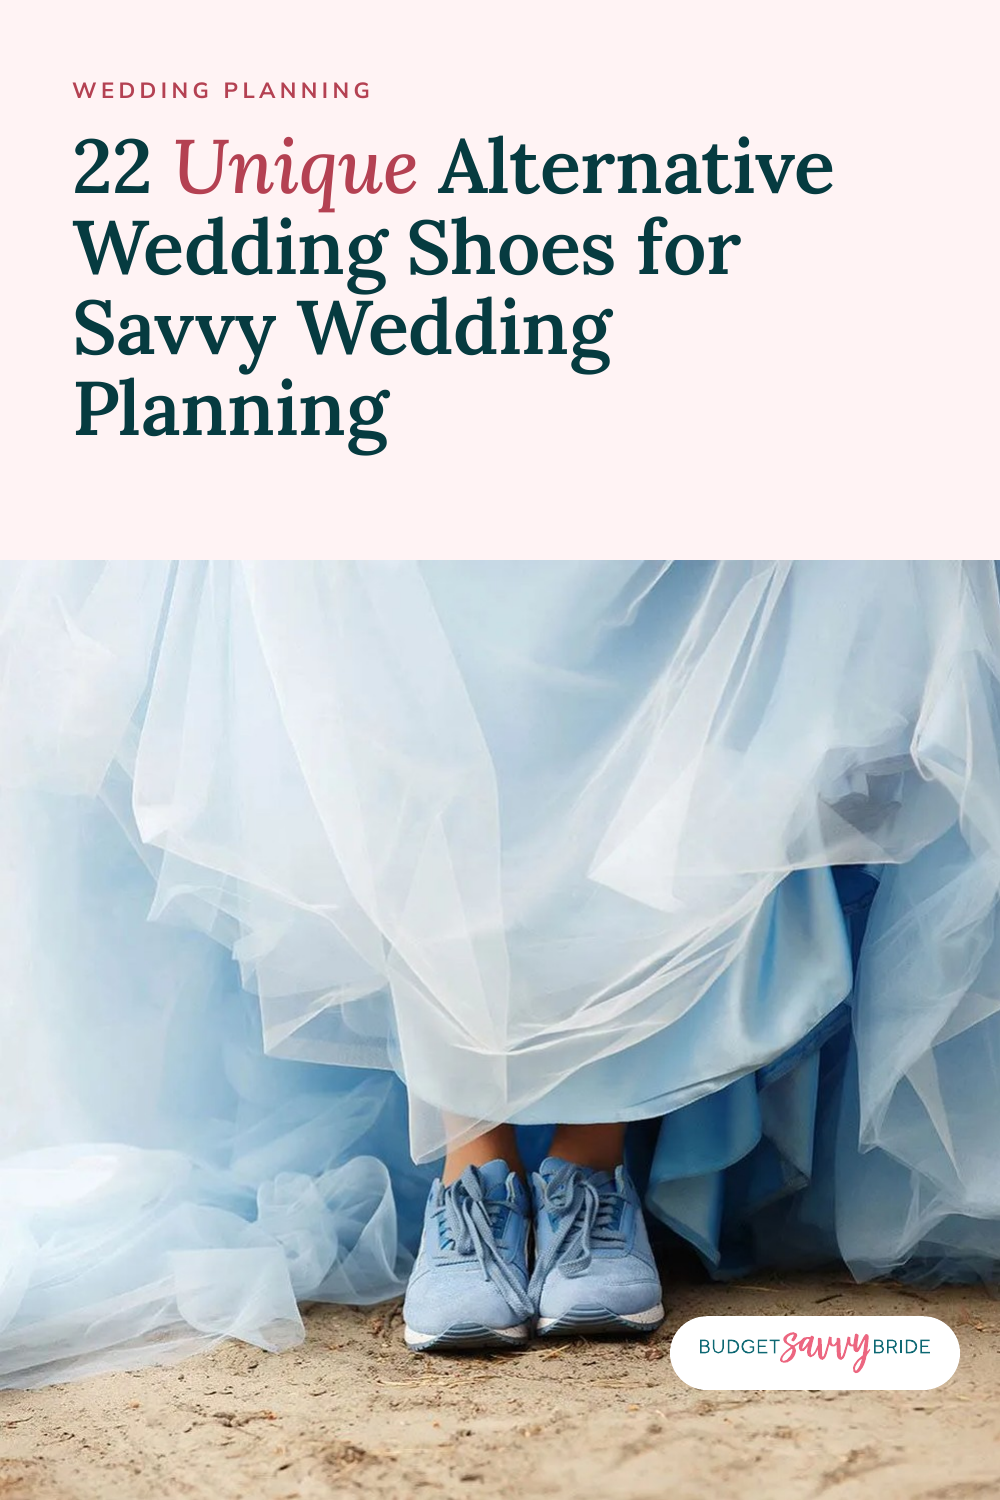 WEDDING PLANNING
22 Unique Alternative
Wedding Shoes for
Savvy Wedding
Planning
BUDGET savvy BRIDE